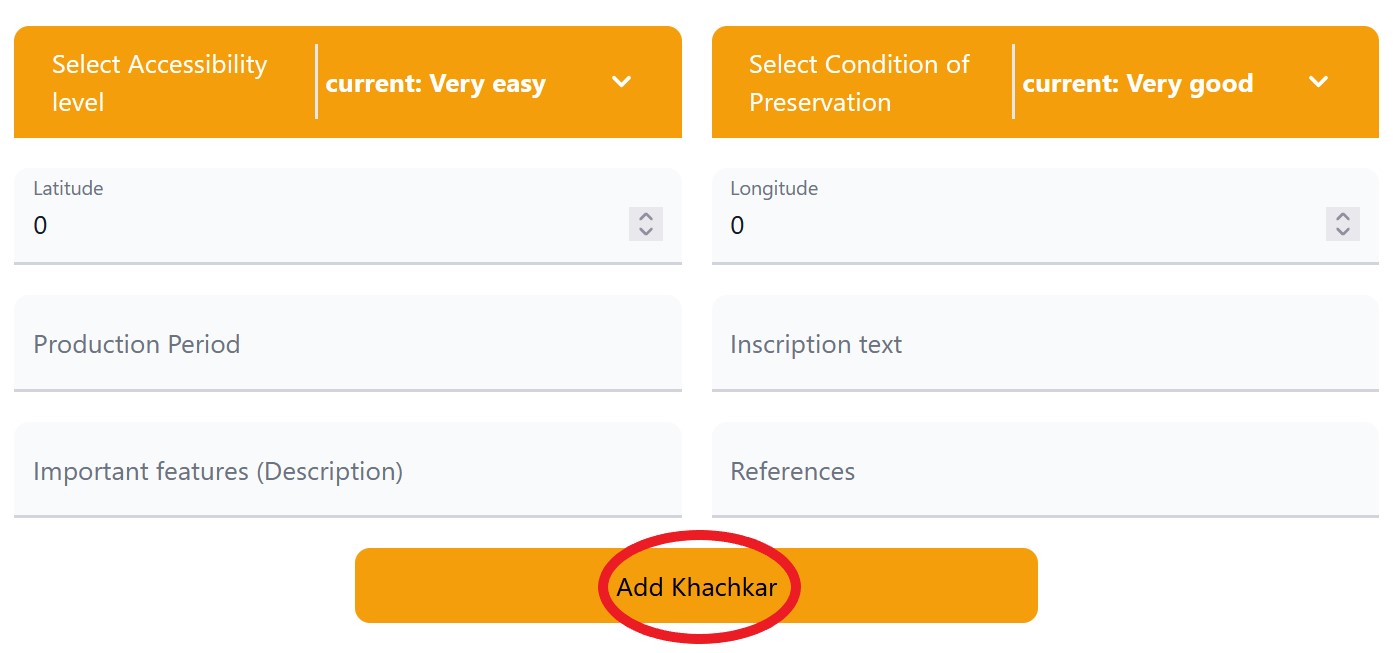 Select Accessibility
level
current: Very easy
Select Condition of
Preservation
current: Very good
Latitude
0
Longitude
0
Production Period
Inscription text
Important features (Description)
References
Add Khachkar